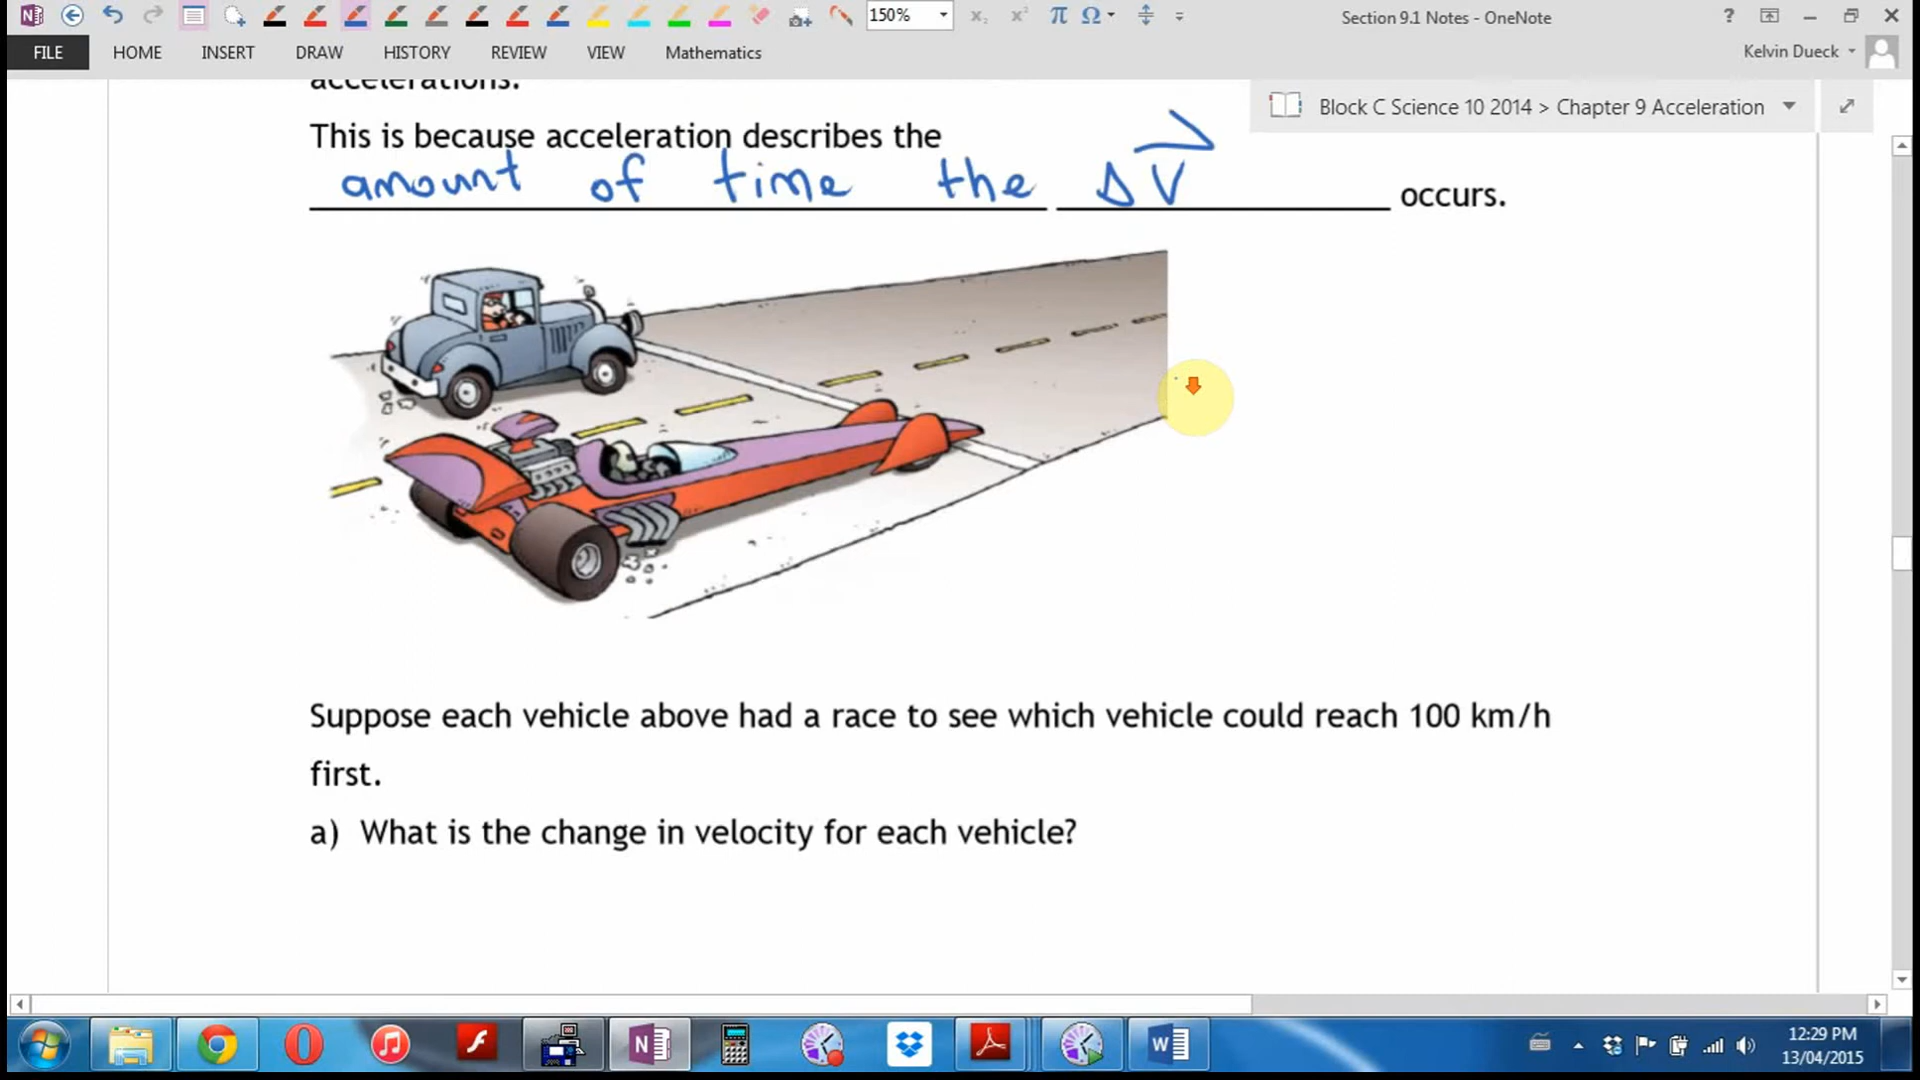 150%
x₂
x²
π
Ω
Section 9.1 Notes - OneNote
?
FILE
HOME
INSERT
DRAW
HISTORY
REVIEW
VIEW
Mathematics
Kelvin Dueck
Block C Science 10 2014 > Chapter 9 Acceleration
accelerations.
This is because acceleration describes the
amount of time the ΔV⃗ occurs.
Suppose each vehicle above had a race to see which vehicle could reach 100 km/h
first.
a) What is the change in velocity for each vehicle?
12:29 PM
13/04/2015